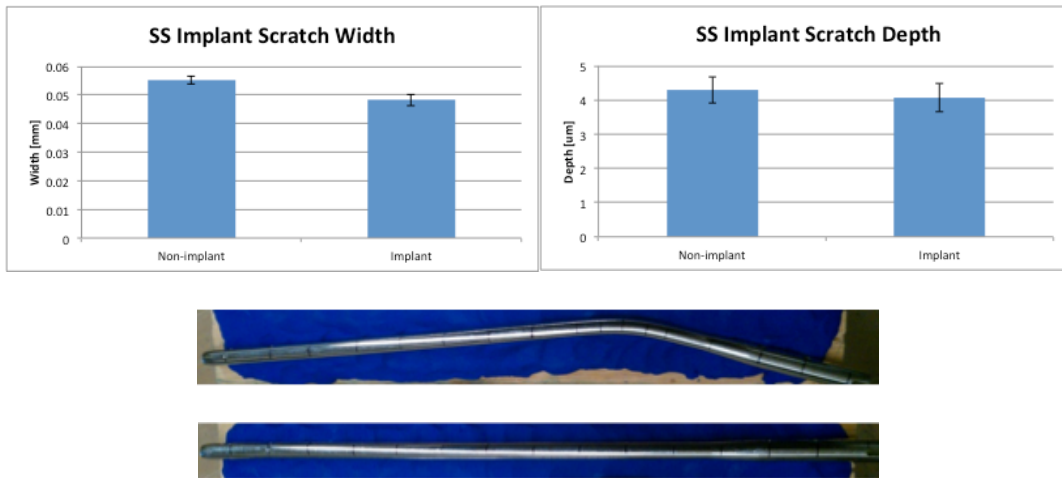 SS Implant Scratch Width
0.06
0.05
0.04
0.03
0.02
0.01
0
Width [mm]
Non-implant
Implant
SS Implant Scratch Depth
5
4
3
2
1
0
Depth [um]
Non-implant
Implant